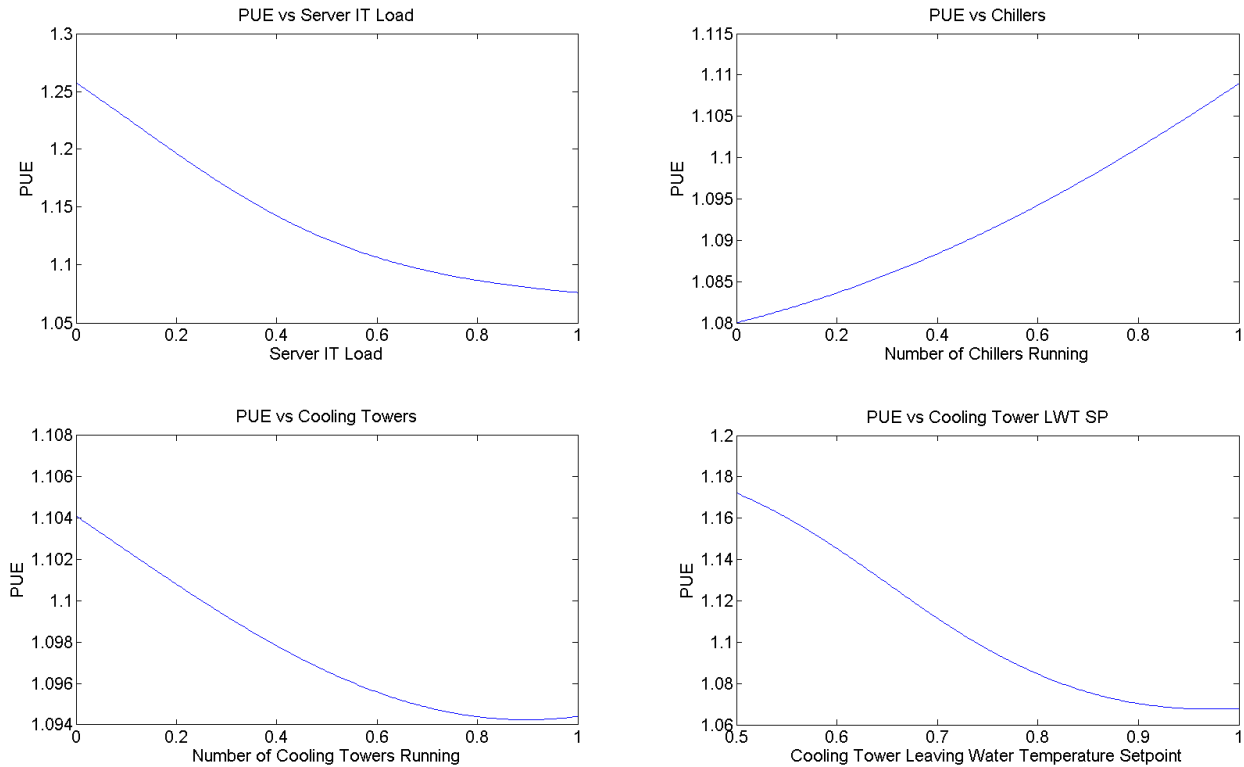 PUE vs Server IT Load
1.3
1.25
1.2
1.15
1.1
1.05
PUE
0 0.2 0.4 0.6 0.8 1
Server IT Load
PUE vs Chillers
1.115
1.11
1.105
1.1
1.095
1.09
1.085
1.08
PUE
0 0.2 0.4 0.6 0.8 1
Number of Chillers Running
PUE vs Cooling Towers
1.108
1.106
1.104
1.102
1.1
1.098
1.096
1.094
PUE
0 0.2 0.4 0.6 0.8 1
Number of Cooling Towers Running
PUE vs Cooling Tower LWT SP
1.2
1.18
1.16
1.14
1.12
1.1
1.08
1.06
PUE
0.5 0.6 0.7 0.8 0.9 1
Cooling Tower Leaving Water Temperature Setpoint